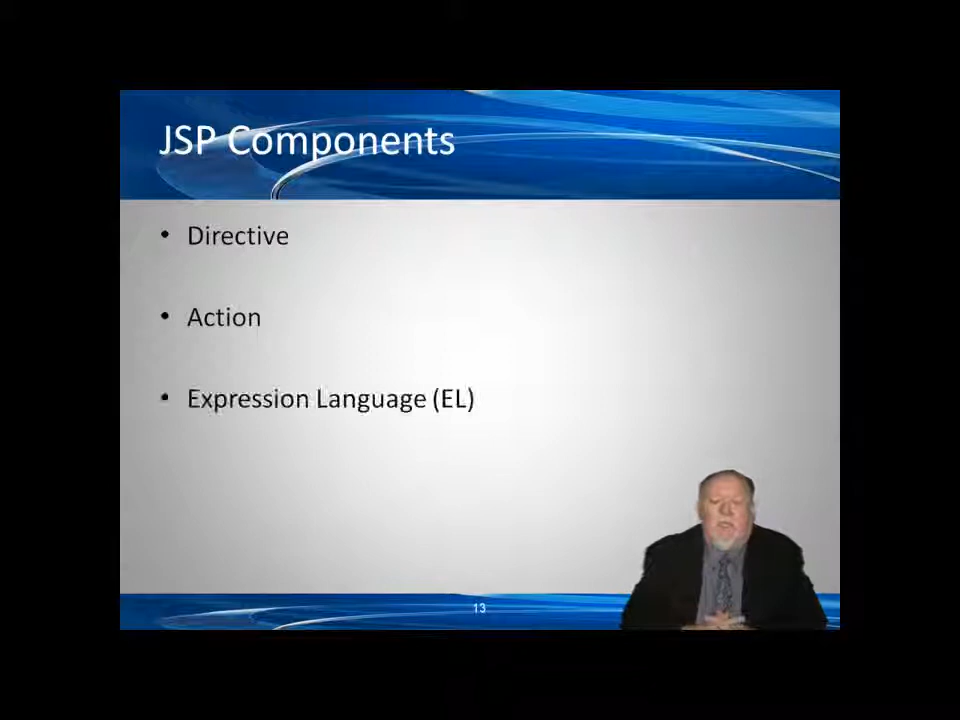 JSP Components
• Directive
• Action
• Expression Language (EL)
13